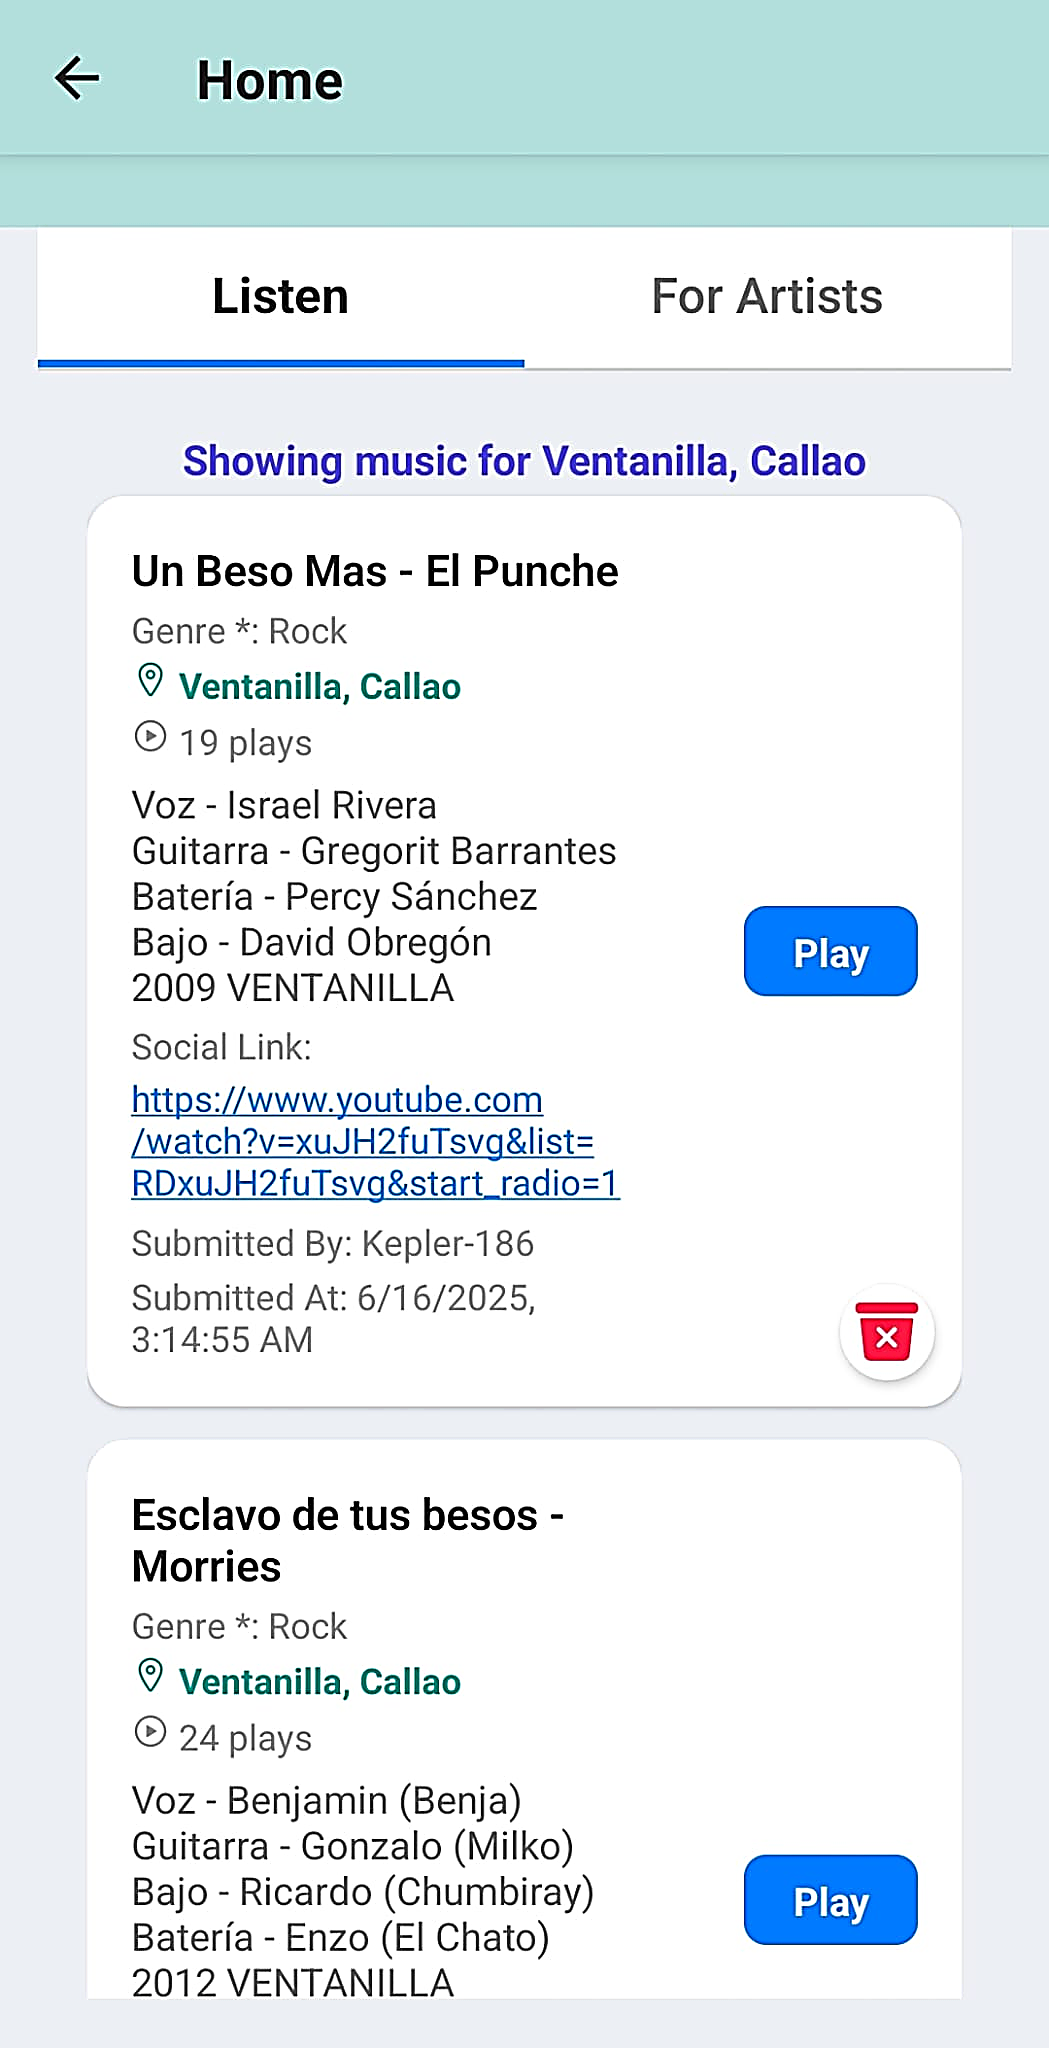 Home
Listen
For Artists
Showing music for Ventanilla, Callao
Un Beso Mas - El Punche
Genre *: Rock
Ventanilla, Callao
19 plays
Voz - Israel Rivera
Guitarra - Gregorit Barrantes
Batería - Percy Sánchez
Bajo - David Obregón
2009 VENTANILLA
Play
Social Link:
https://www.youtube.com
/watch?v=xuJH2fuTsvg&list=
RDxuJH2fuTsvg&start_radio=1
Submitted By: Kepler-186
Submitted At: 6/16/2025,
3:14:55 AM
Esclavo de tus besos -
Morries
Genre *: Rock
Ventanilla, Callao
24 plays
Voz - Benjamin (Benja)
Guitarra - Gonzalo (Milko)
Bajo - Ricardo (Chumbiray)
Batería - Enzo (El Chato)
2012 VENTANILLA
Play